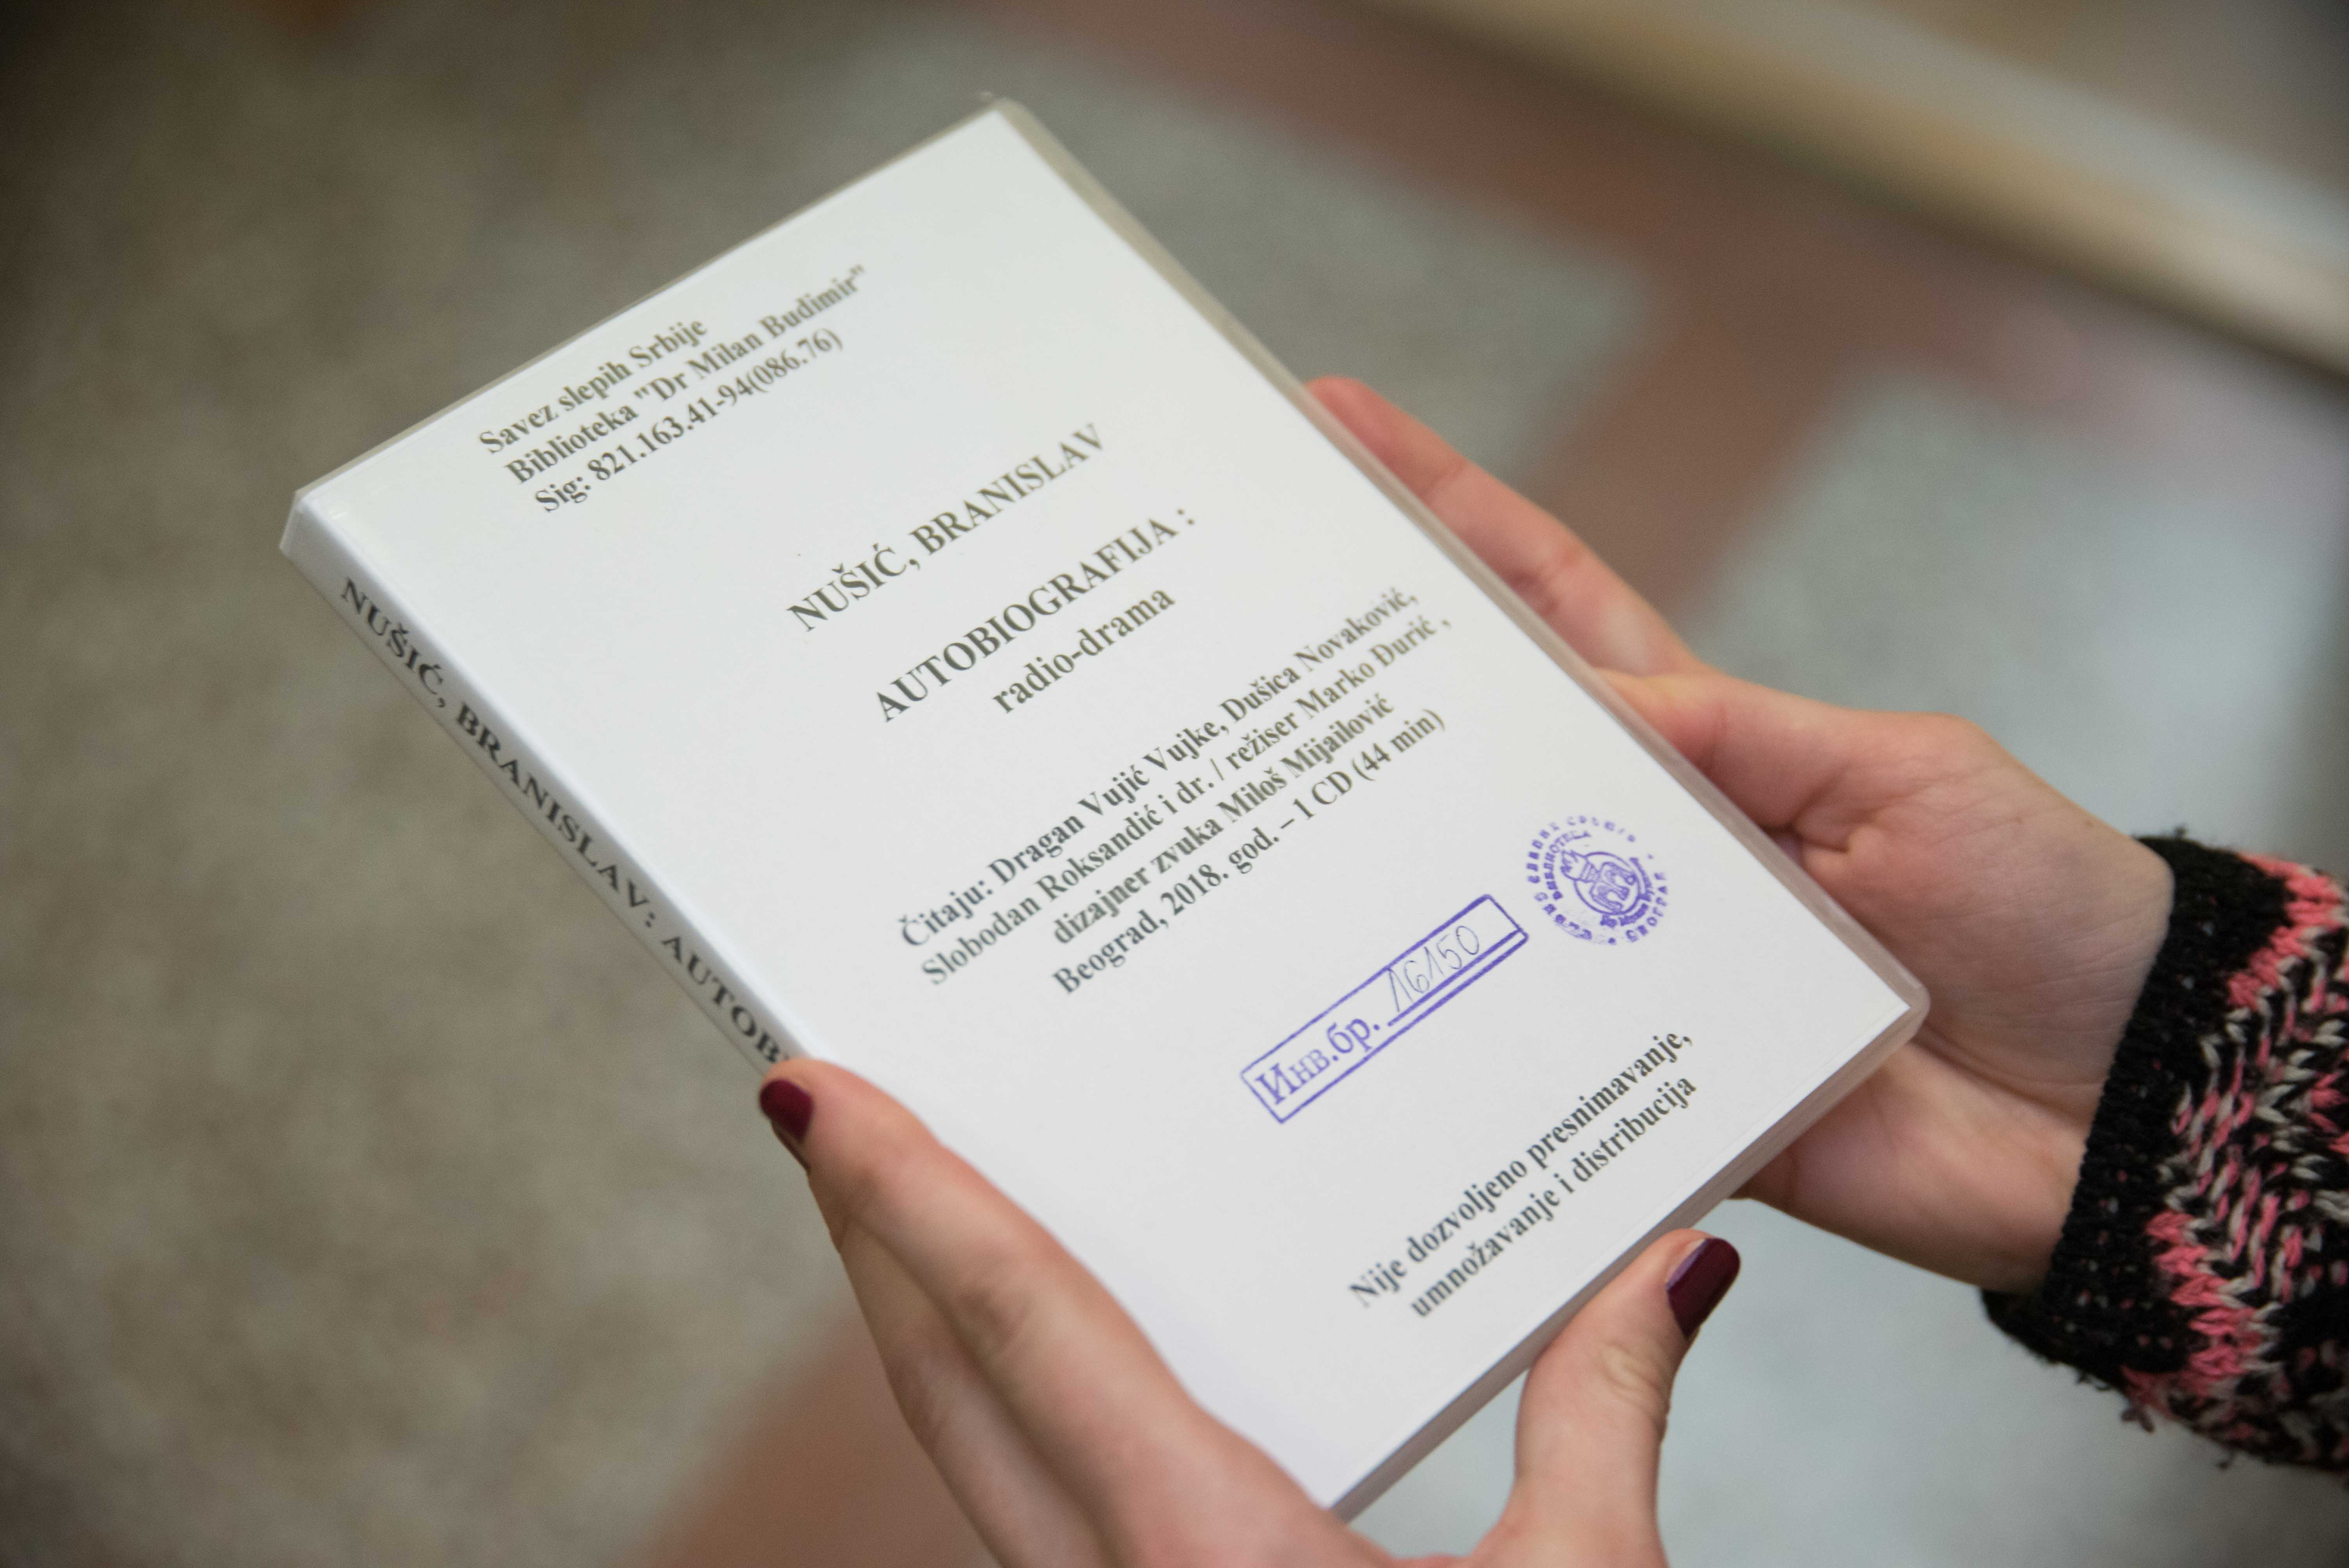 Savez slepih Srbije
Biblioteka "Dr Milan Budimir"
Sig: 821.163.41-94(086.76)
NUŠIĆ, BRANISLAV
AUTOBIOGRAFIJA :
radio-drama
Čitaju: Dragan Vujić Vujke, Dušica Novaković,
Slobodan Roksandić i dr. / režiser Marko Đurić ,
dizajner zvuka Miloš Mijailović
Beograd, 2018. god. – 1 CD (44 min)
Инв.бр. 16150
БИБЛИОТЕКА
БЕОГРАД
Nije dozvoljeno presnimavanje,
umnožavanje i distribucija
NUŠIĆ, BRANISLAV: AUTOB